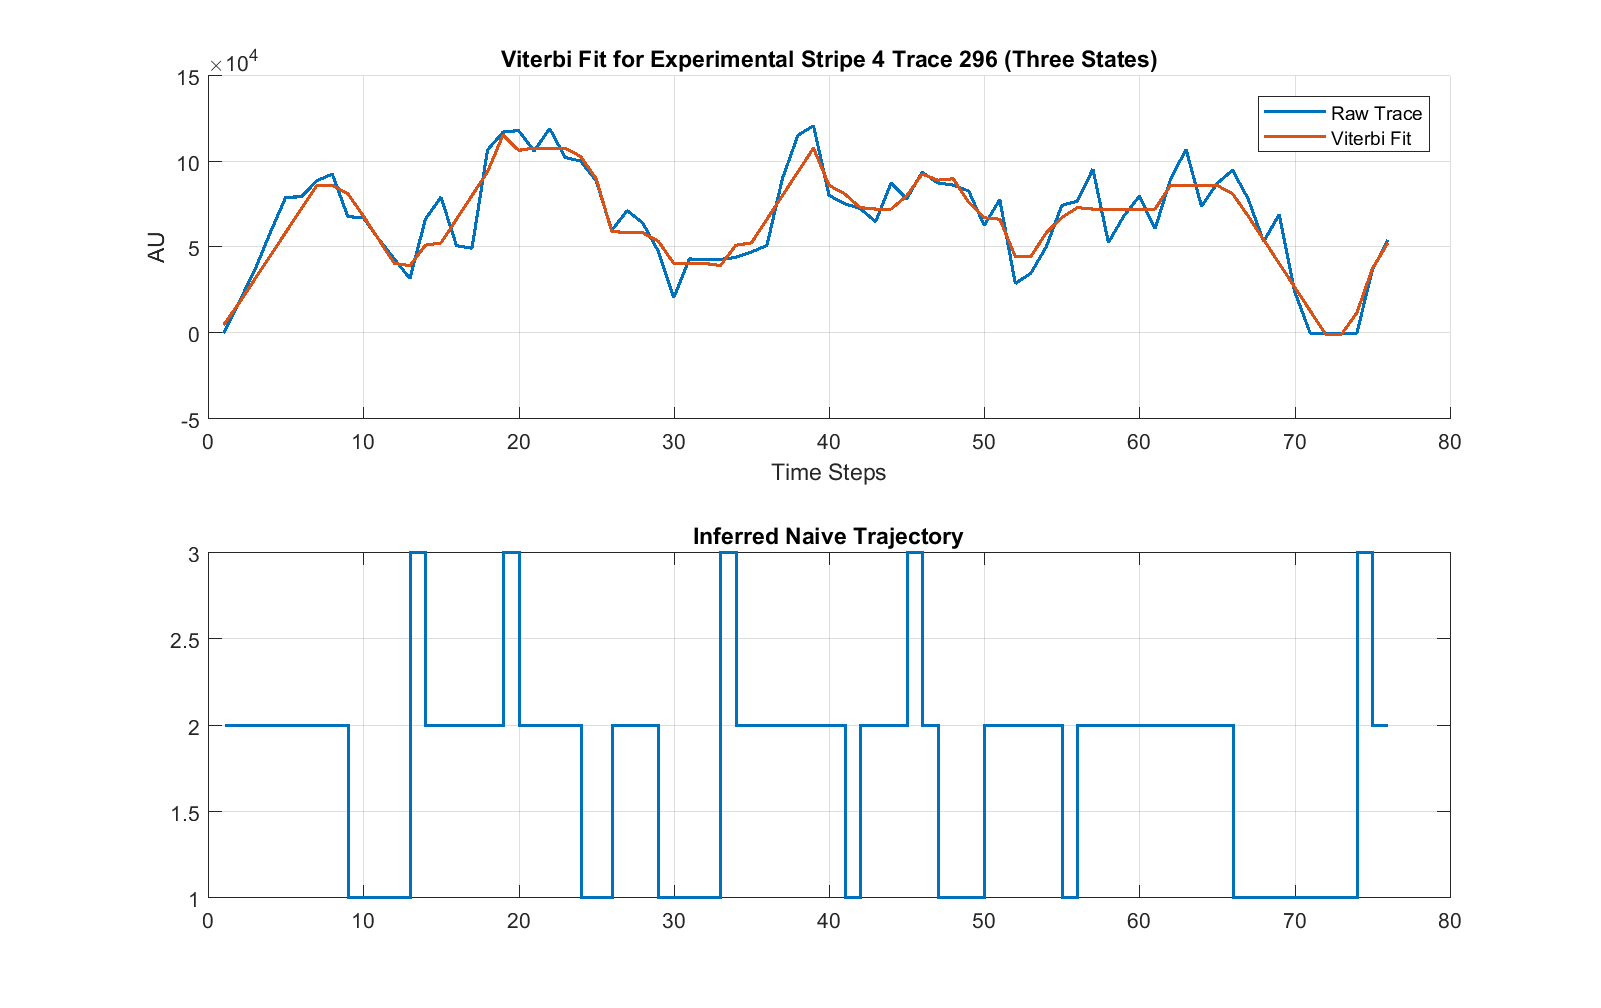 Viterbi Fit for Experimental Stripe 4 Trace 296 (Three States)
×10⁴
15
10
5
0
-5
AU
Raw Trace
Viterbi Fit
0 10 20 30 40 50 60 70 80
Time Steps
Inferred Naive Trajectory
3
2.5
2
1.5
1
0 10 20 30 40 50 60 70 80